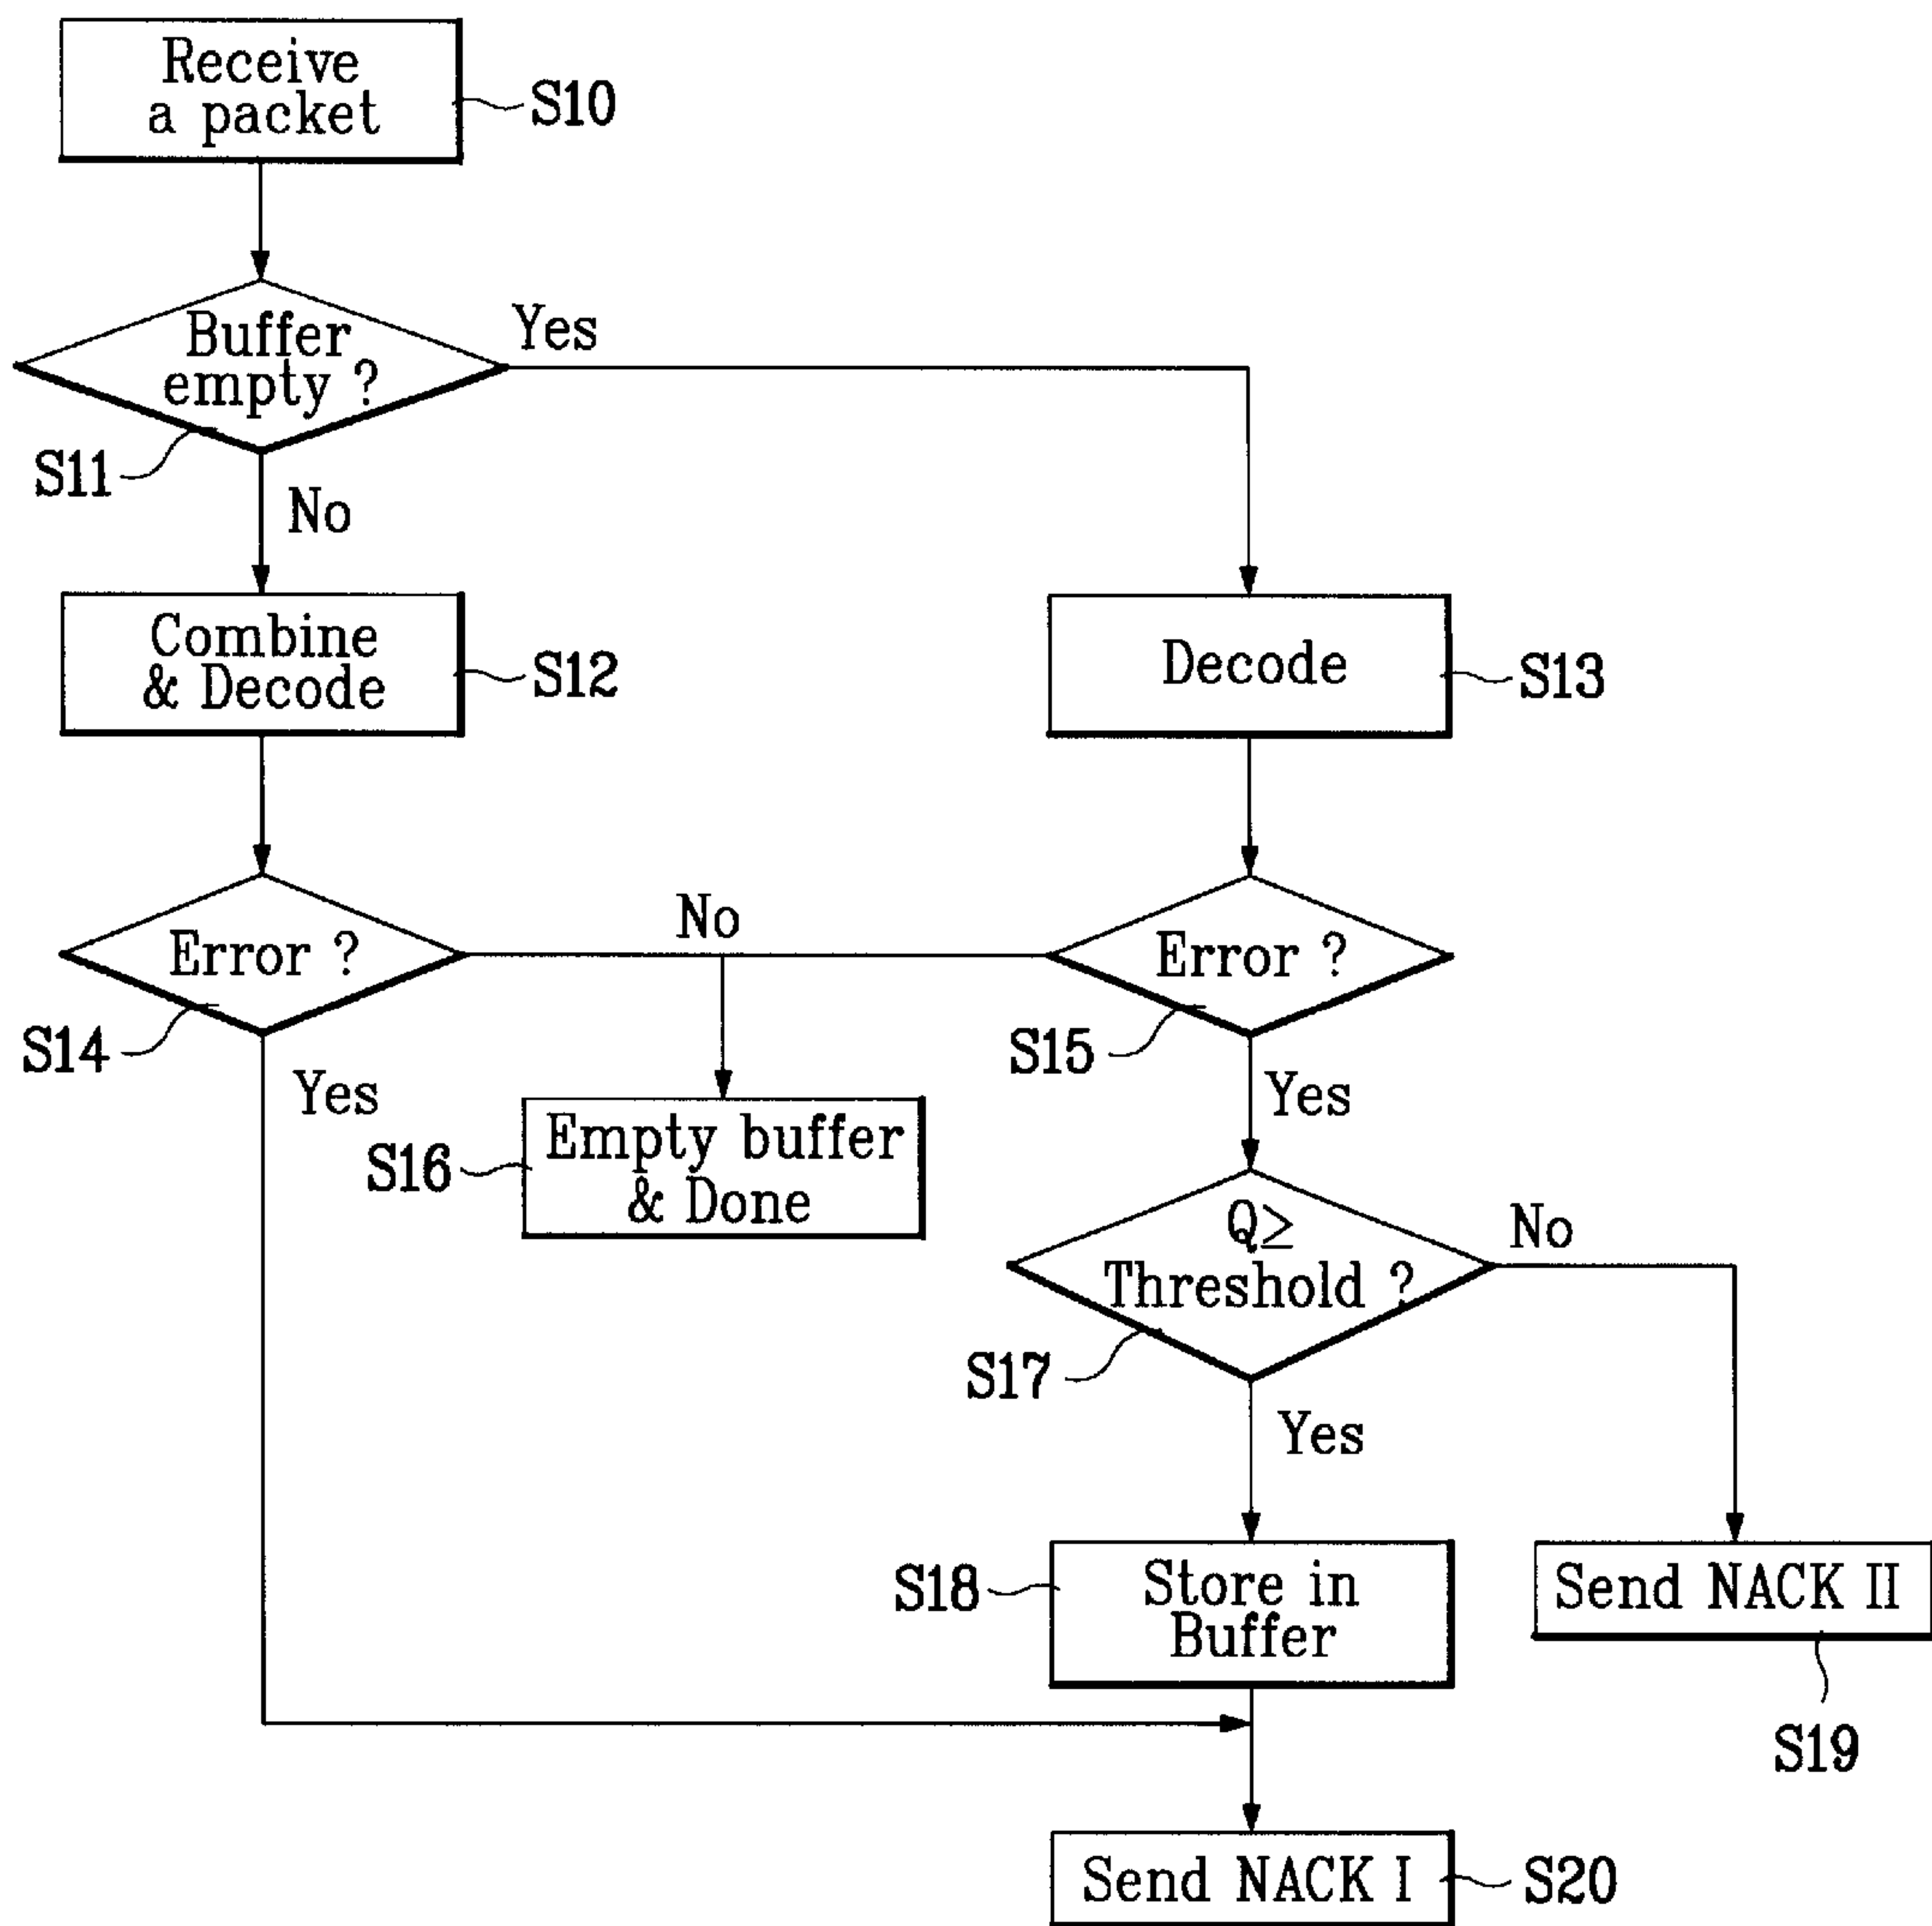 Receive
a packet
S10
Buffer
empty ?
Yes
S11
No
Combine
& Decode
S12
Decode
S13
Error ?
No
Error ?
S14
S15
Yes
Yes
Empty buffer
& Done
S16
Q≥
Threshold ?
No
S17
Yes
Store in
Buffer
S18
Send NACK II
S19
Send NACK I
S20